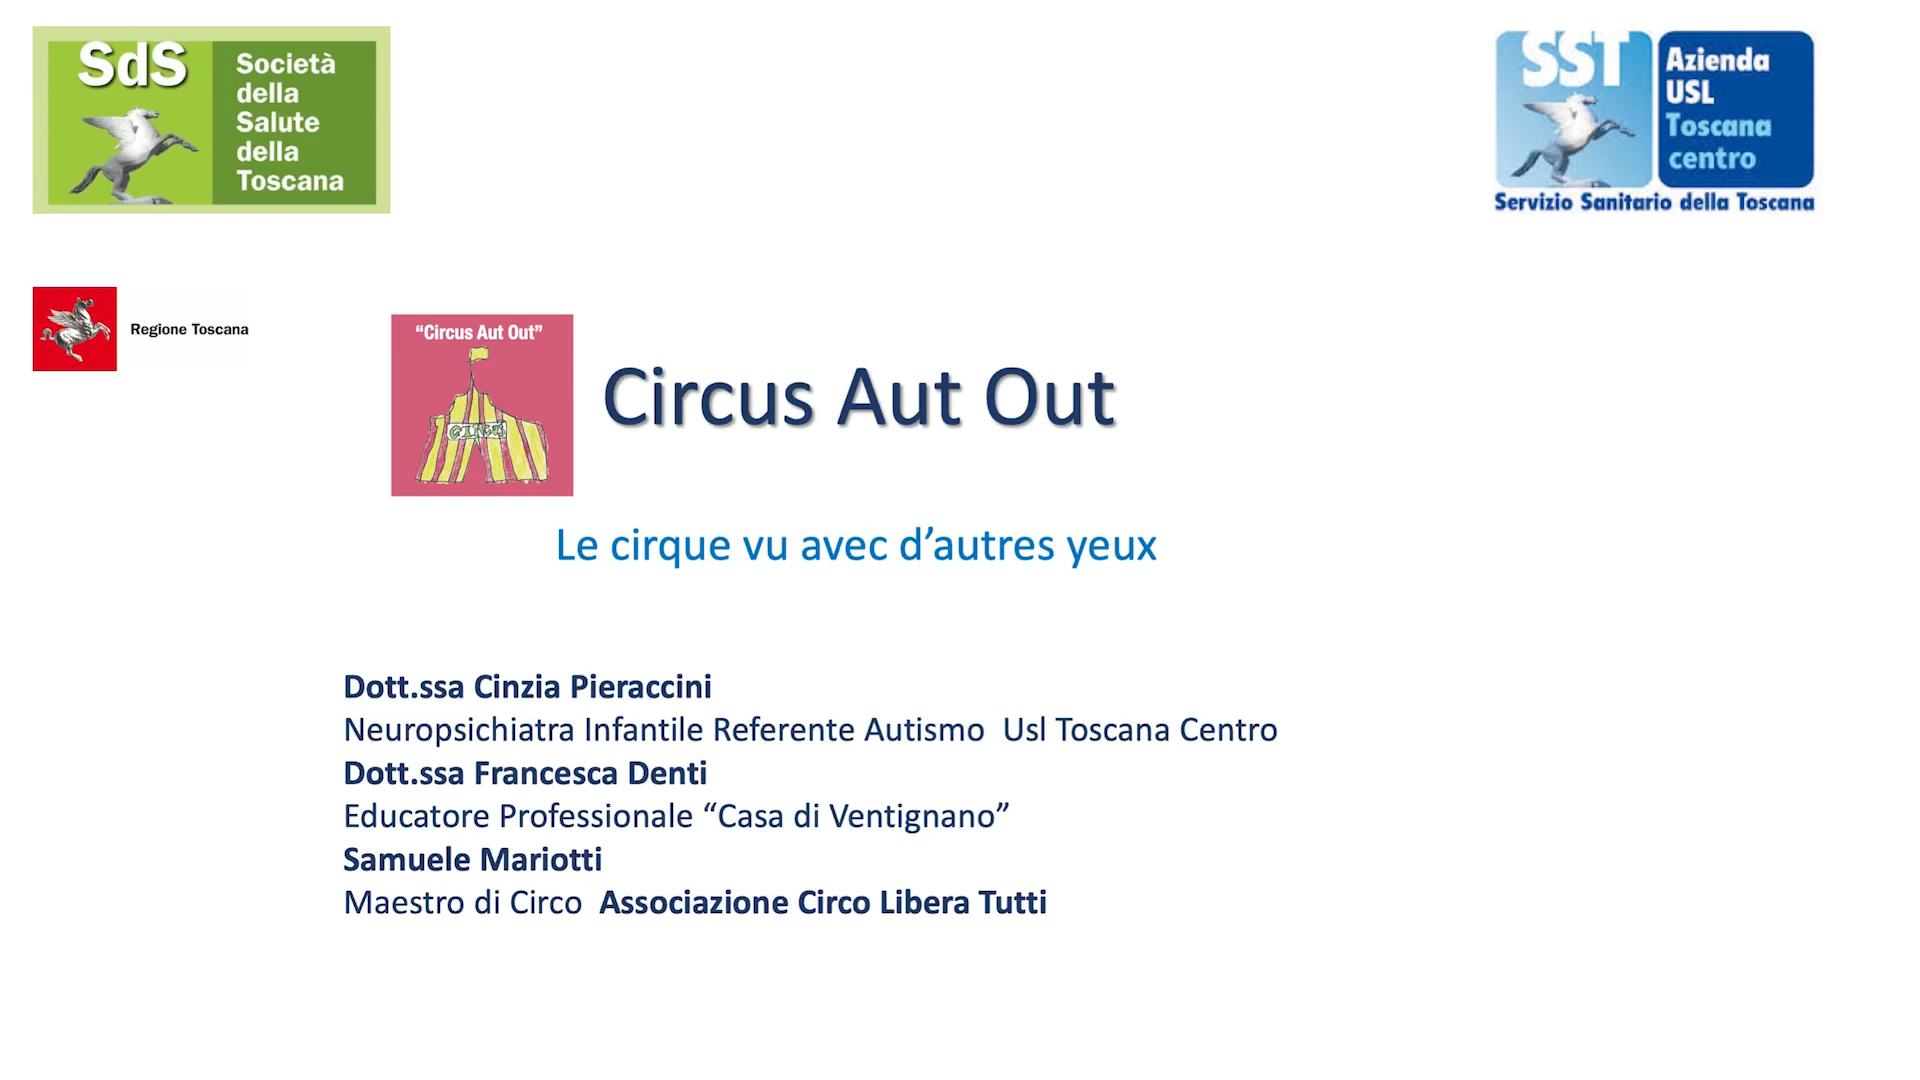 SdS
Società
della
Salute
della
Toscana
SST
Azienda
USL
Toscana
centro
Servizio Sanitario della Toscana
Regione Toscana
“Circus Aut Out”
CIRCUS
Circus Aut Out
Le cirque vu avec d’autres yeux
Dott.ssa Cinzia Pieraccini
Neuropsichiatra Infantile Referente Autismo Usl Toscana Centro
Dott.ssa Francesca Denti
Educatore Professionale “Casa di Ventignano”
Samuele Mariotti
Maestro di Circo Associazione Circo Libera Tutti